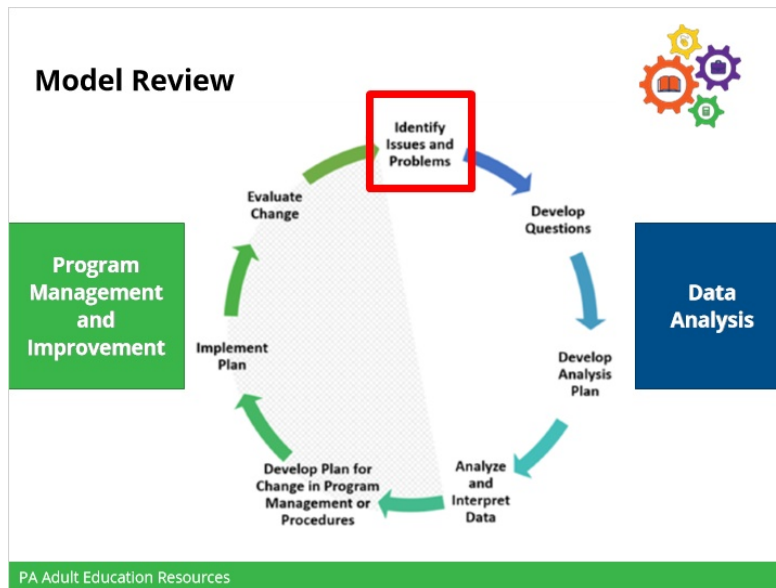 Model Review
Identify
Issues and
Problems
Develop
Questions
Develop
Analysis
Plan
Analyze
and
Interpret
Data
Develop Plan for
Change in Program
Management or
Procedures
Implement
Plan
Evaluate
Change
Program
Management
and
Improvement
Data
Analysis
PA Adult Education Resources